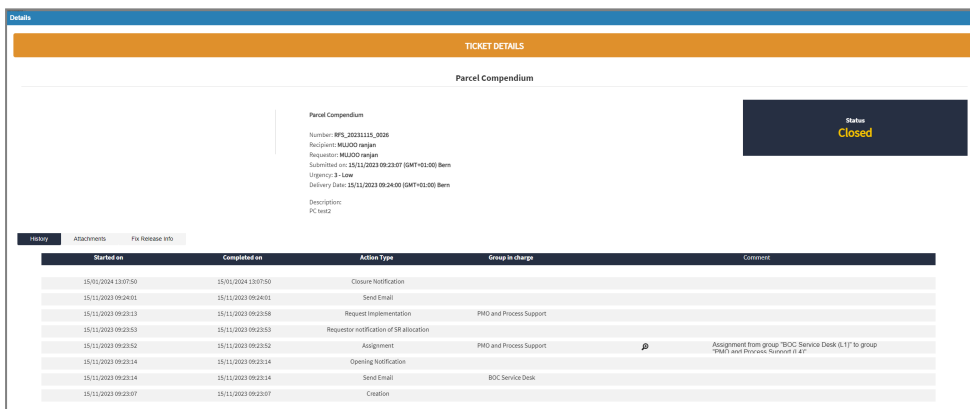 Details
TICKET DETAILS
Parcel Compendium
Parcel Compendium
Number: RFS_20231115_0026
Recipient: MUJOO ranjan
Requestor: MUJOO ranjan
Submitted on: 15/11/2023 09:23:07 (GMT+01:00) Bern
Urgency: 3 - Low
Delivery Date: 15/11/2023 09:24:00 (GMT+01:00) Bern
Description:
PC test2
Status
Closed
History Attachments Fix Release Info
Started on Completed on Action Type Group in charge Comment
15/01/2024 13:07:50 15/01/2024 13:07:50 Closure Notification
15/11/2023 09:24:01 15/11/2023 09:24:01 Send Email
15/11/2023 09:23:13 15/11/2023 09:23:58 Request Implementation PMO and Process Support
15/11/2023 09:23:53 15/11/2023 09:23:53 Requestor notification of SR allocation
15/11/2023 09:23:52 15/11/2023 09:23:52 Assignment PMO and Process Support Assignment from group "BOC Service Desk (L1)" to group
"PMO and Process Support (L4)"
15/11/2023 09:23:14 15/11/2023 09:23:14 Opening Notification
15/11/2023 09:23:14 15/11/2023 09:23:14 Send Email BOC Service Desk
15/11/2023 09:23:07 15/11/2023 09:23:07 Creation